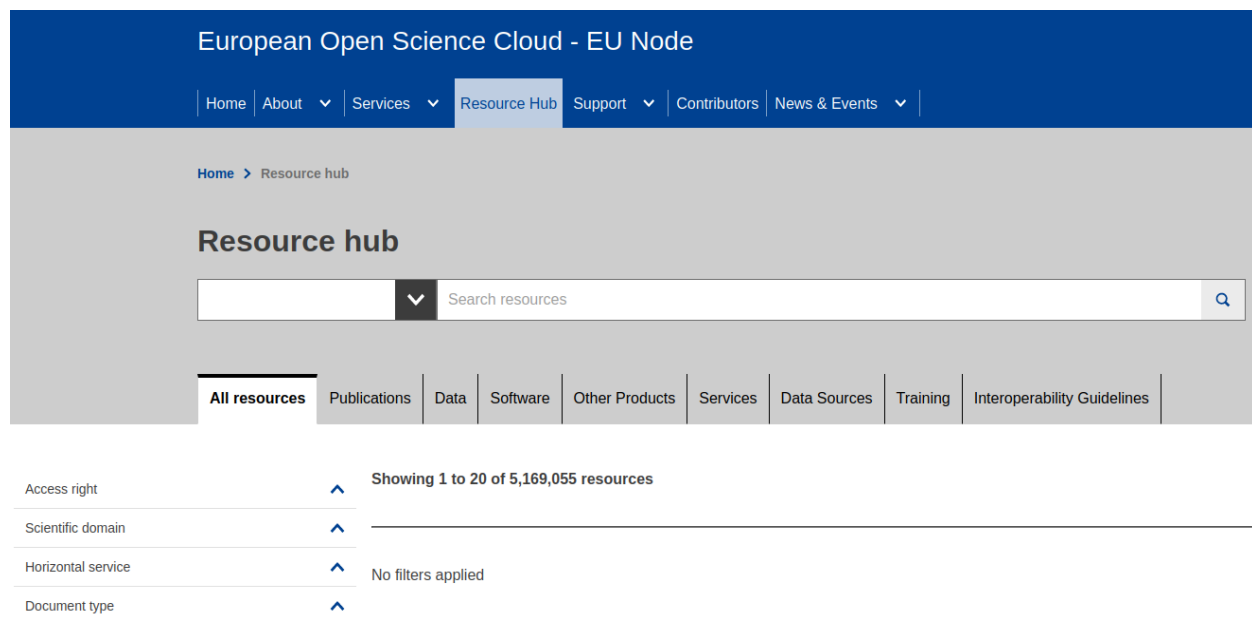 European Open Science Cloud - EU Node
Home About Services Resource Hub Support Contributors News & Events
Home Resource hub
Resource hub
Search resources
All resources Publications Data Software Other Products Services Data Sources Training Interoperability Guidelines
Showing 1 to 20 of 5,169,055 resources
Access right
Scientific domain
Horizontal service
No filters applied
Document type